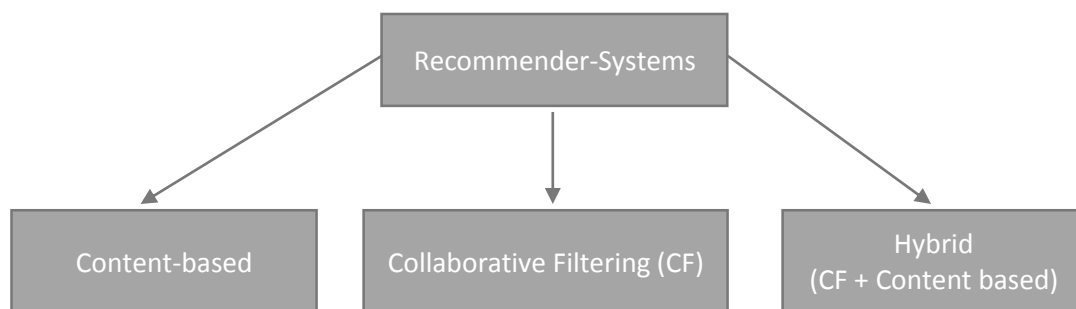 Recommender-Systems
Content-based
Collaborative Filtering (CF)
Hybrid
(CF + Content based)